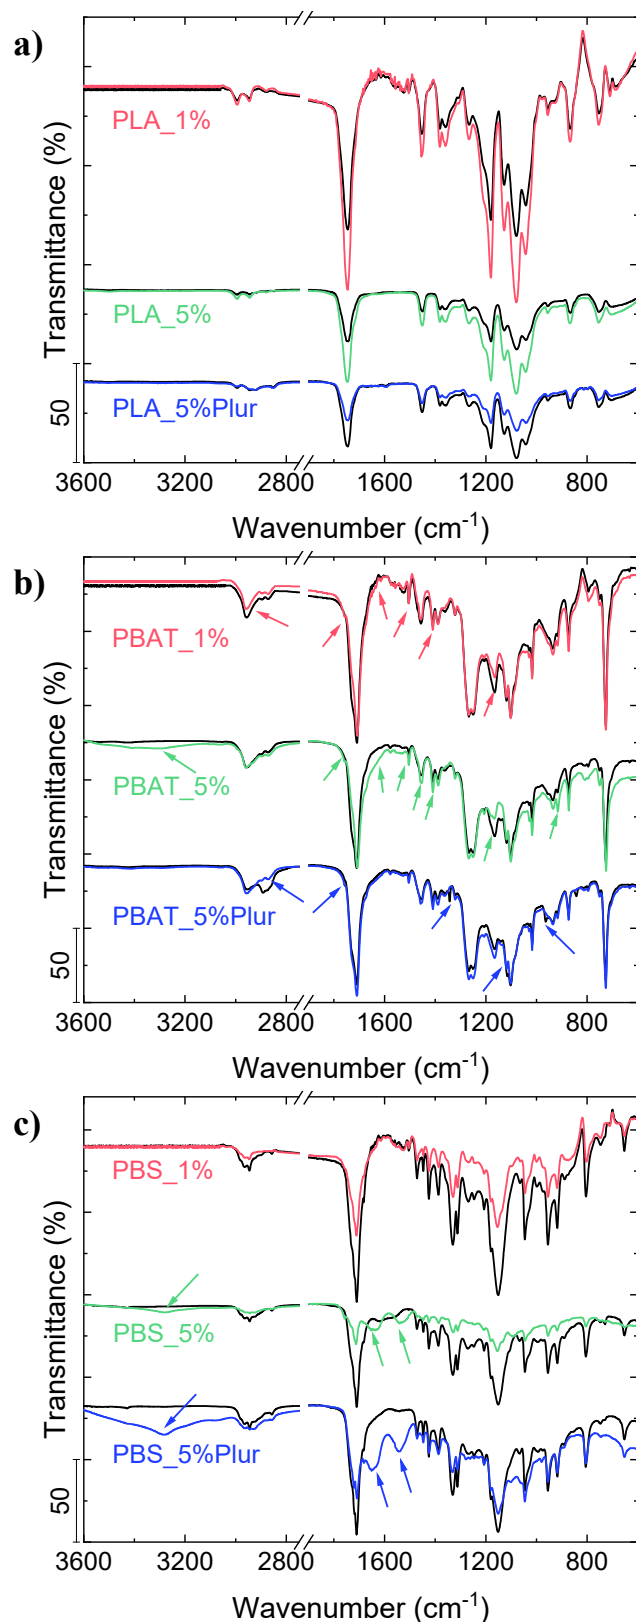 a)
PLA_1%
PLA_5%
PLA_5%Plur
Transmittance (%)
50
3600 3200 2800 1600 1200 800
Wavenumber (cm-1)
b)
PBAT_1%
PBAT_5%
PBAT_5%Plur
Transmittance (%)
50
3600 3200 2800 1600 1200 800
Wavenumber (cm-1)
c)
PBS_1%
PBS_5%
PBS_5%Plur
Transmittance (%)
50
3600 3200 2800 1600 1200 800
Wavenumber (cm-1)